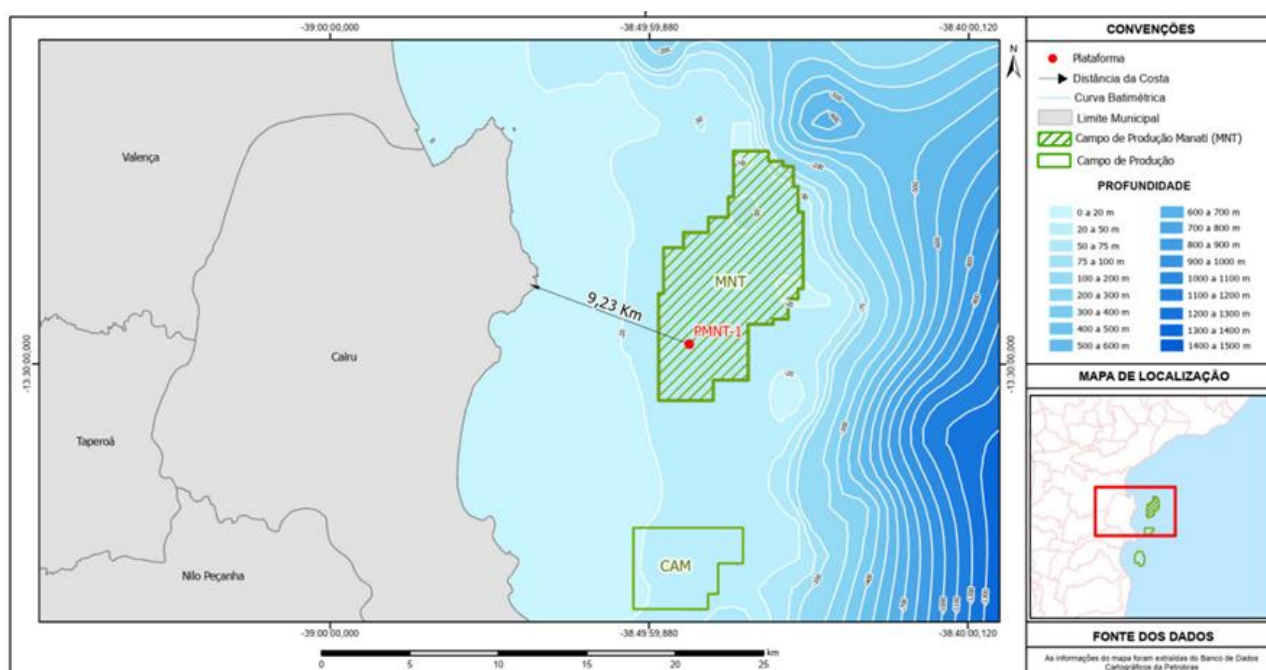 -39:00:00,000
-38:49:59,880
-38:40:00,120
N
Valença
Cairu
Taperoá
Nilo Peçanha
MNT
9,23 Km
PMNT-1
CAM
-13:30:00,000
-13:30:00,000
-39:00:00,000
-38:49:59,880
-38:40:00,120
km
0 5 10 15 20 25
CONVENÇÕES
Plataforma
Distância da Costa
Curva Batimétrica
Limite Municipal
Campo de Produção Manati (MNT)
Campo de Produção
PROFUNDIDADE
0 a 20 m
20 a 50 m
50 a 75 m
75 a 100 m
100 a 200 m
200 a 300 m
300 a 400 m
400 a 500 m
500 a 600 m
600 a 700 m
700 a 800 m
800 a 900 m
900 a 1000 m
1000 a 1100 m
1100 a 1200 m
1200 a 1300 m
1300 a 1400 m
1400 a 1500 m
MAPA DE LOCALIZAÇÃO
FONTE DOS DADOS
As informações do mapa foram extraídas do Banco de Dados
Cartográficos da Petrobras